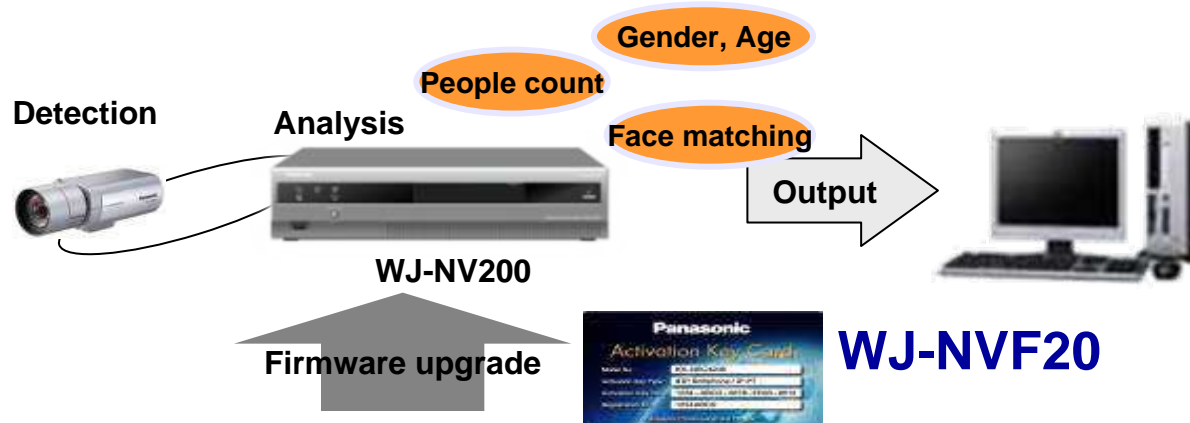 Gender, Age
People count
Detection
Analysis
Face matching
Output
WJ-NV200
Firmware upgrade
Panasonic
Activation Key Card
WJ-NVF20